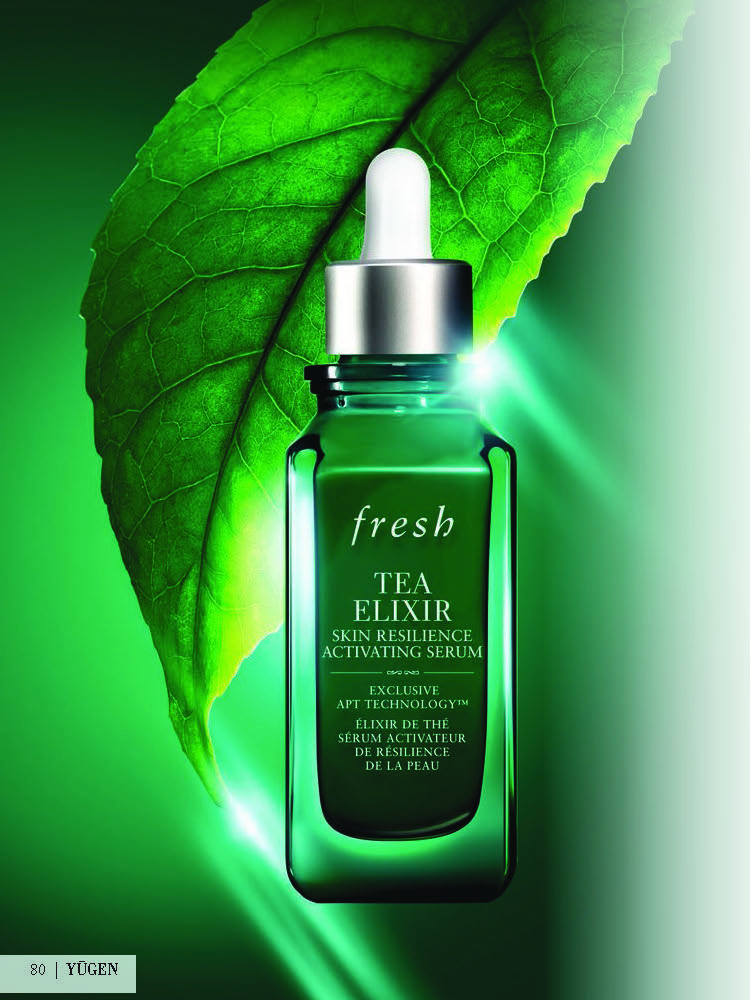 fresh
TEA
ELIXIR
SKIN RESILIENCE
ACTIVATING SERUM
EXCLUSIVE
APT TECHNOLOGY™
ÉLIXIR DE THÉ
SÉRUM ACTIVATEUR
DE RÉSILIENCE
DE LA PEAU
80 | YŪGEN